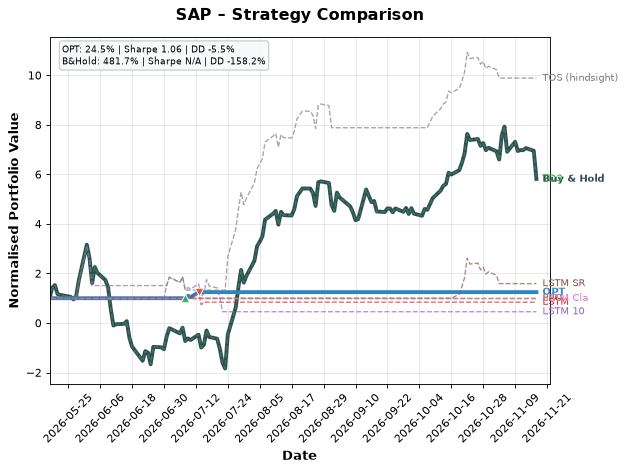 SAP – Strategy Comparison
OPT: 24.5% | Sharpe 1.06 | DD -5.5%
B&Hold: 481.7% | Sharpe N/A | DD -158.2%
Normalised Portfolio Value
10
8
6
4
2
0
−2
TOS (hindsight)
Buy & Hold
LSTM SR
OPT
Cla
LSTM
LSTM 10
2026-05-25
2026-06-06
2026-06-18
2026-06-30
2026-07-12
2026-07-24
2026-08-05
2026-08-17
2026-08-29
2026-09-10
2026-09-22
2026-10-04
2026-10-16
2026-10-28
2026-11-09
2026-11-21
Date